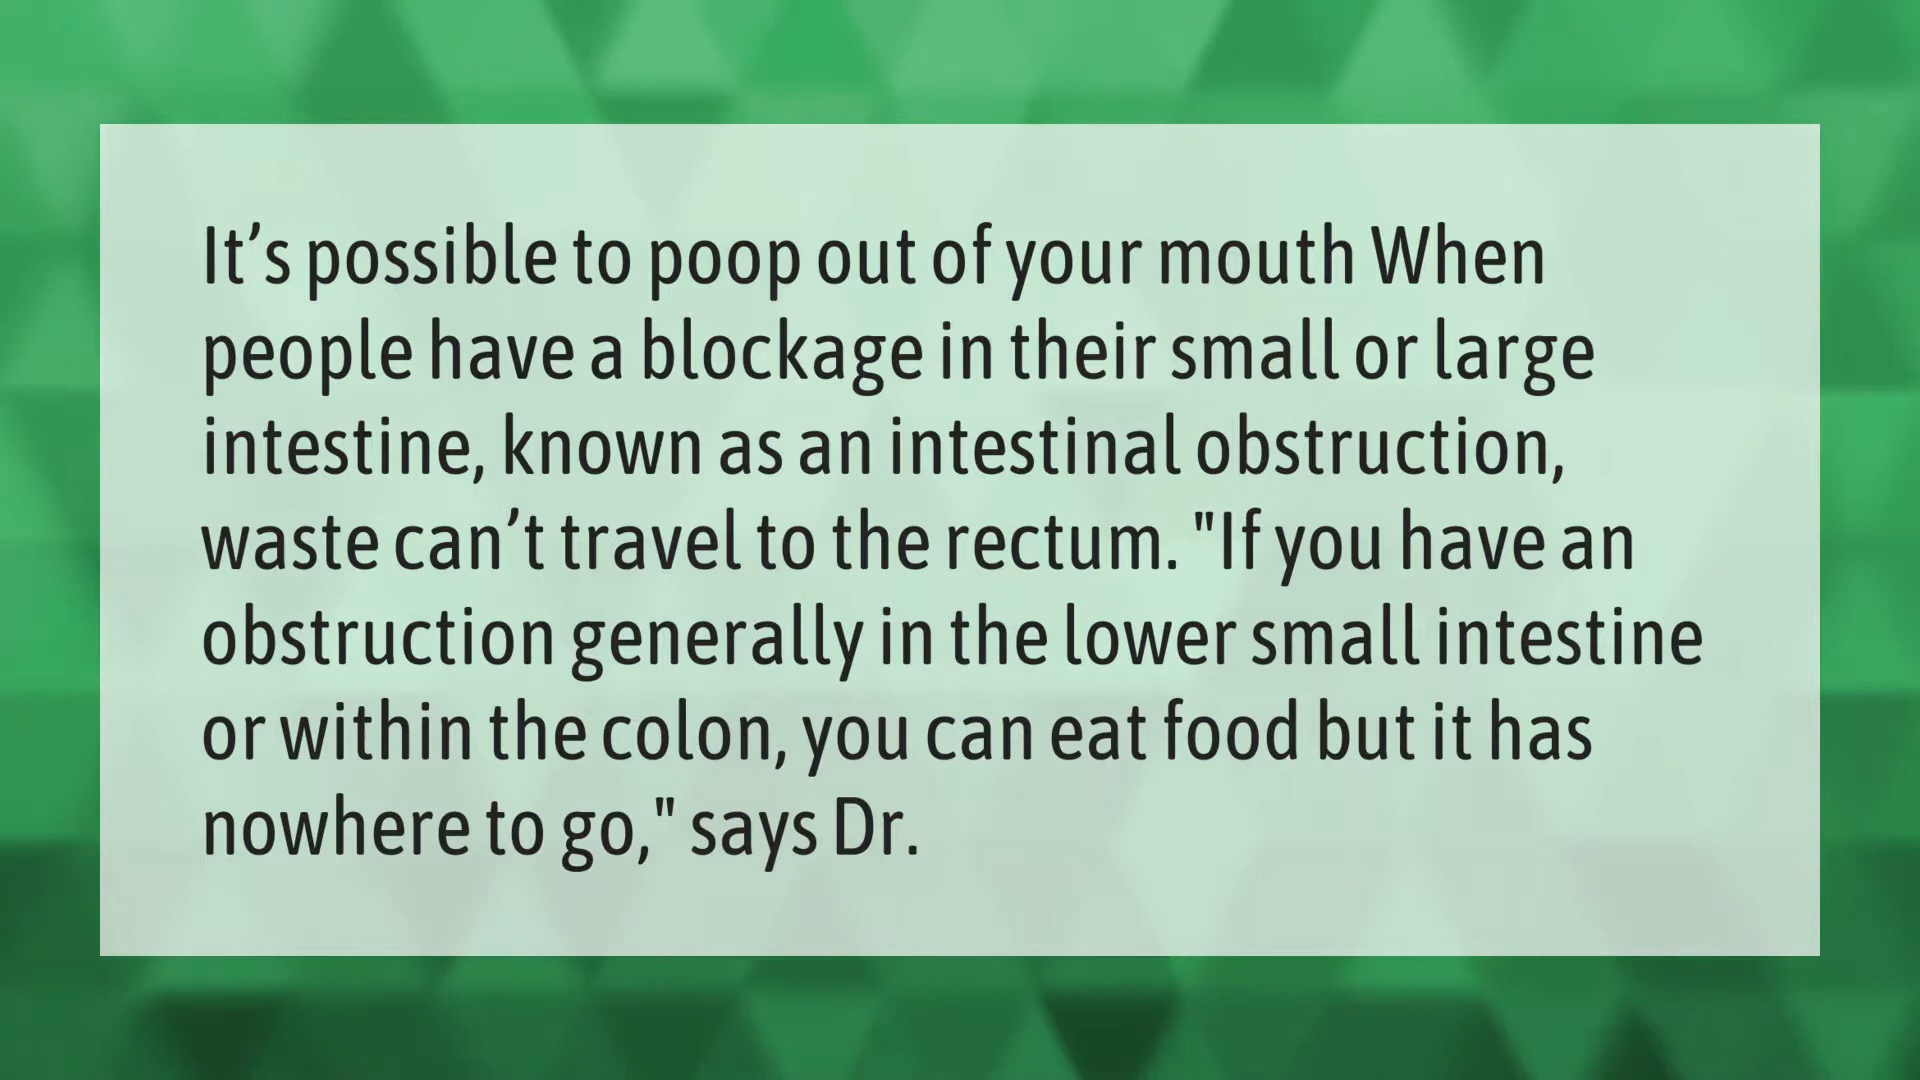 It’s possible to poop out of your mouth When
people have a blockage in their small or large
intestine, known as an intestinal obstruction,
waste can’t travel to the rectum. "If you have an
obstruction generally in the lower small intestine
or within the colon, you can eat food but it has
nowhere to go," says Dr.